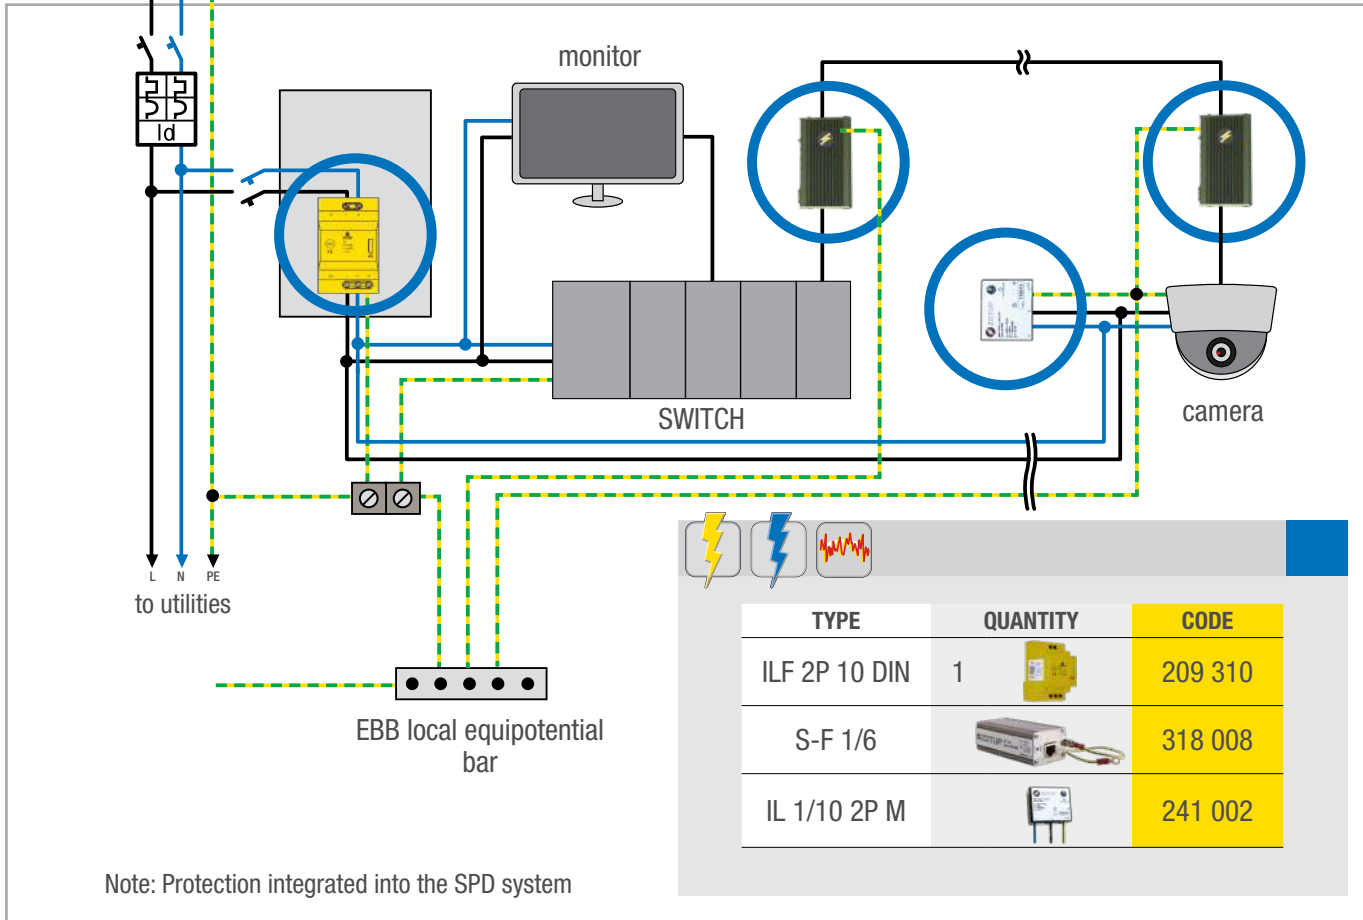 monitor
Id
SWITCH
camera
L N PE
to utilities
EBB local equipotential
bar
TYPE QUANTITY CODE
ILF 2P 10 DIN 1 209 310
S-F 1/6 318 008
IL 1/10 2P M 241 002
Note: Protection integrated into the SPD system